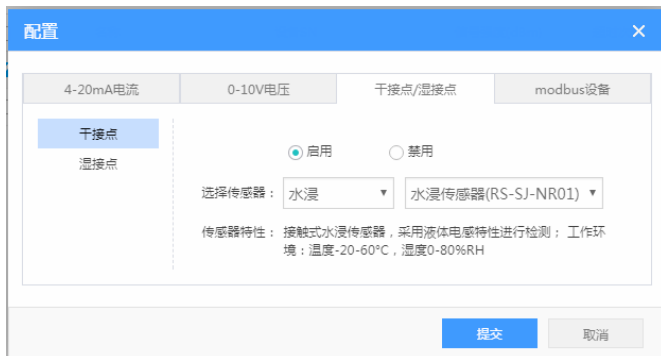 配置
4-20mA电流
0-10V电压
干接点/湿接点
modbus设备
干接点
湿接点
启用
禁用
选择传感器：
水浸
水浸传感器(RS-SJ-NR01)
传感器特性：
接触式水浸传感器，采用液体电感特性进行检测； 工作环
境：温度-20-60°C，湿度0-80%RH
提交
取消